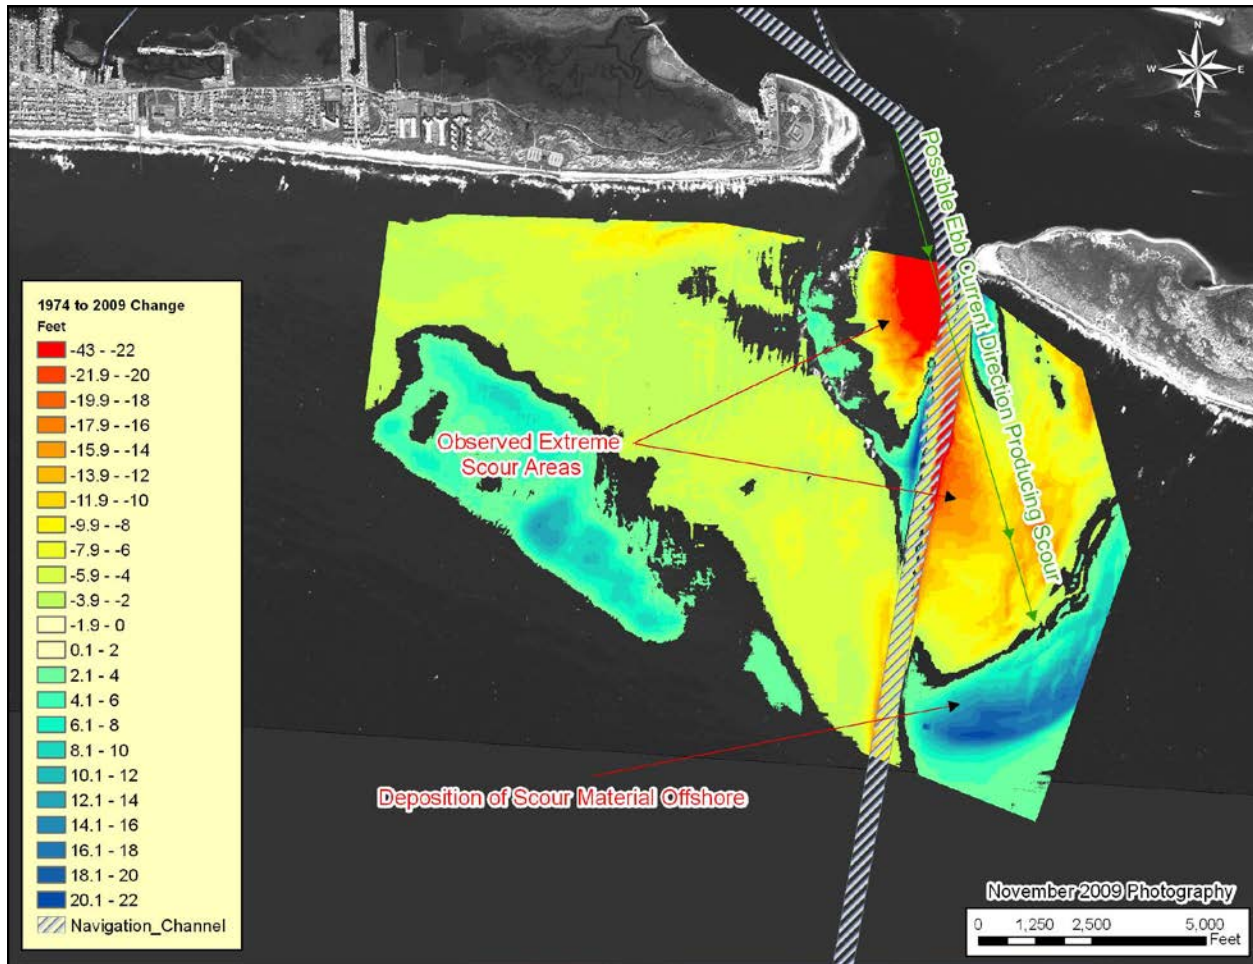 N
W E
S
Possible Ebb Current Direction Producing Scour
1974 to 2009 Change
Feet
-43 - -22
-21.9 - -20
-19.9 - -18
-17.9 - -16
-15.9 - -14
-13.9 - -12
-11.9 - -10
-9.9 - -8
-7.9 - -6
-5.9 - -4
-3.9 - -2
-1.9 - 0
0.1 - 2
2.1 - 4
4.1 - 6
6.1 - 8
8.1 - 10
10.1 - 12
12.1 - 14
14.1 - 16
16.1 - 18
18.1 - 20
20.1 - 22
Navigation_Channel
Observed Extreme
Scour Areas
Deposition of Scour Material Offshore
November 2009 Photography
0 1,250 2,500 5,000
Feet